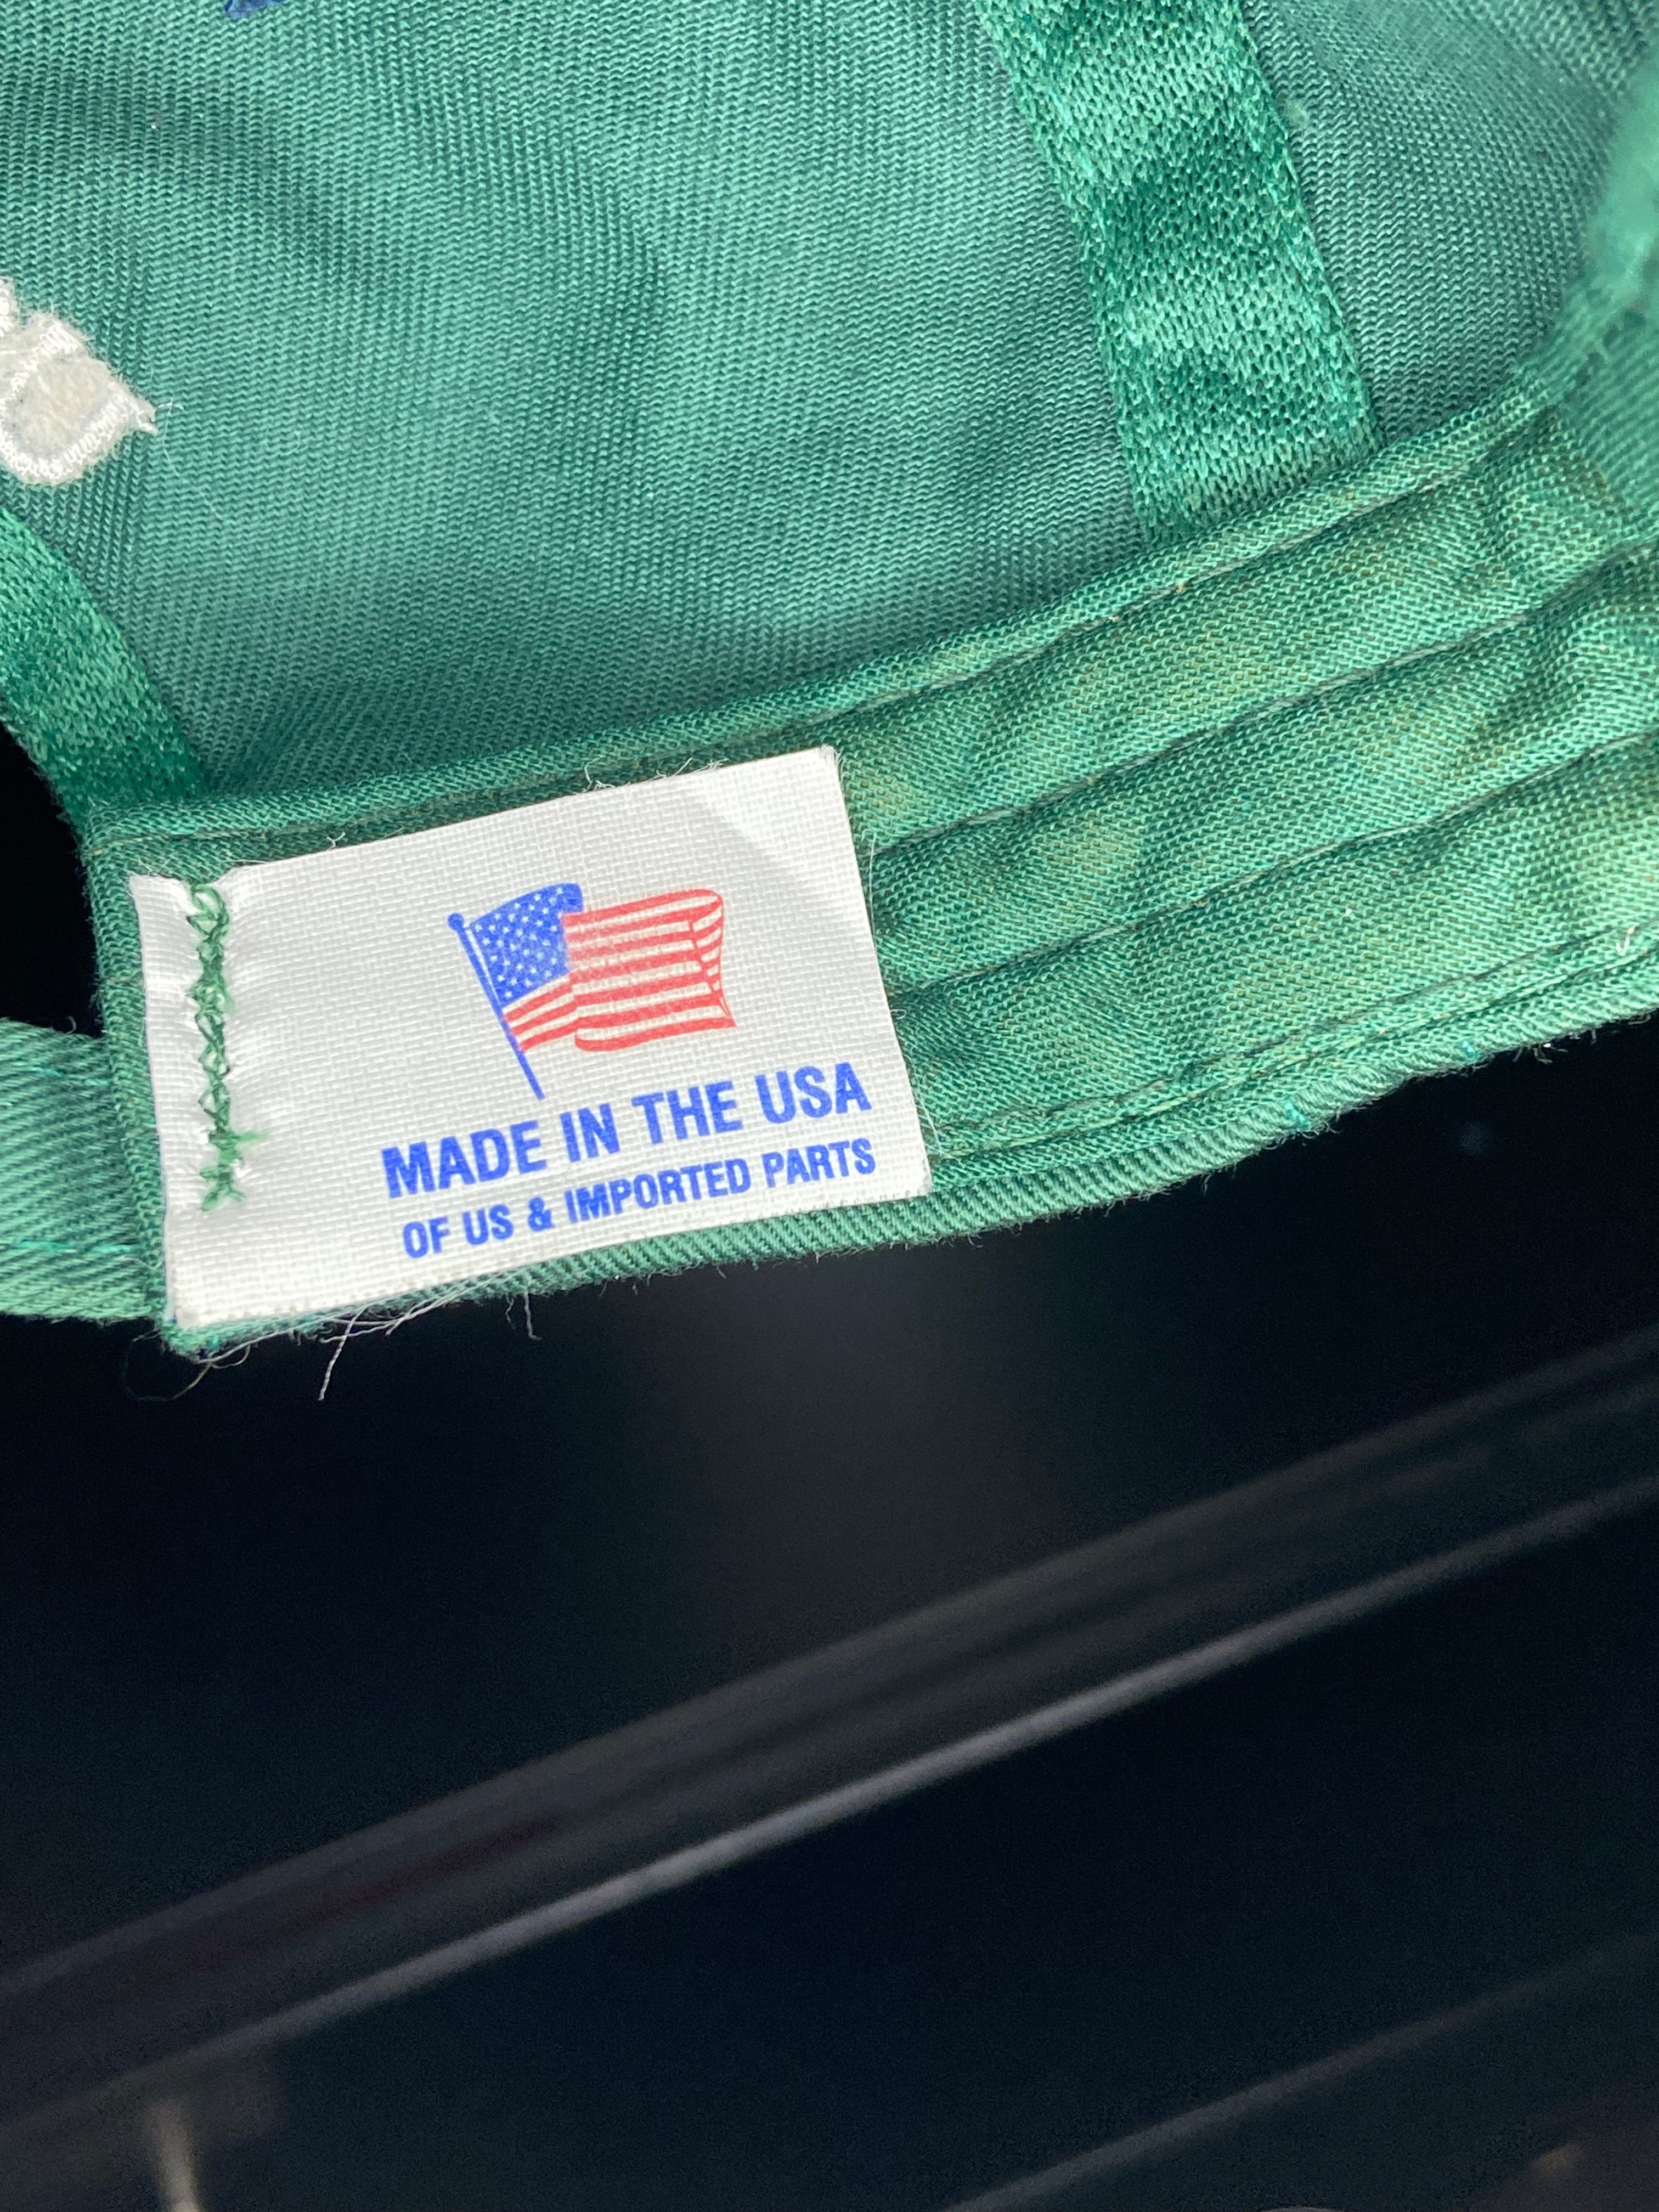 MADE IN THE USA
OF US & IMPORTED PARTS